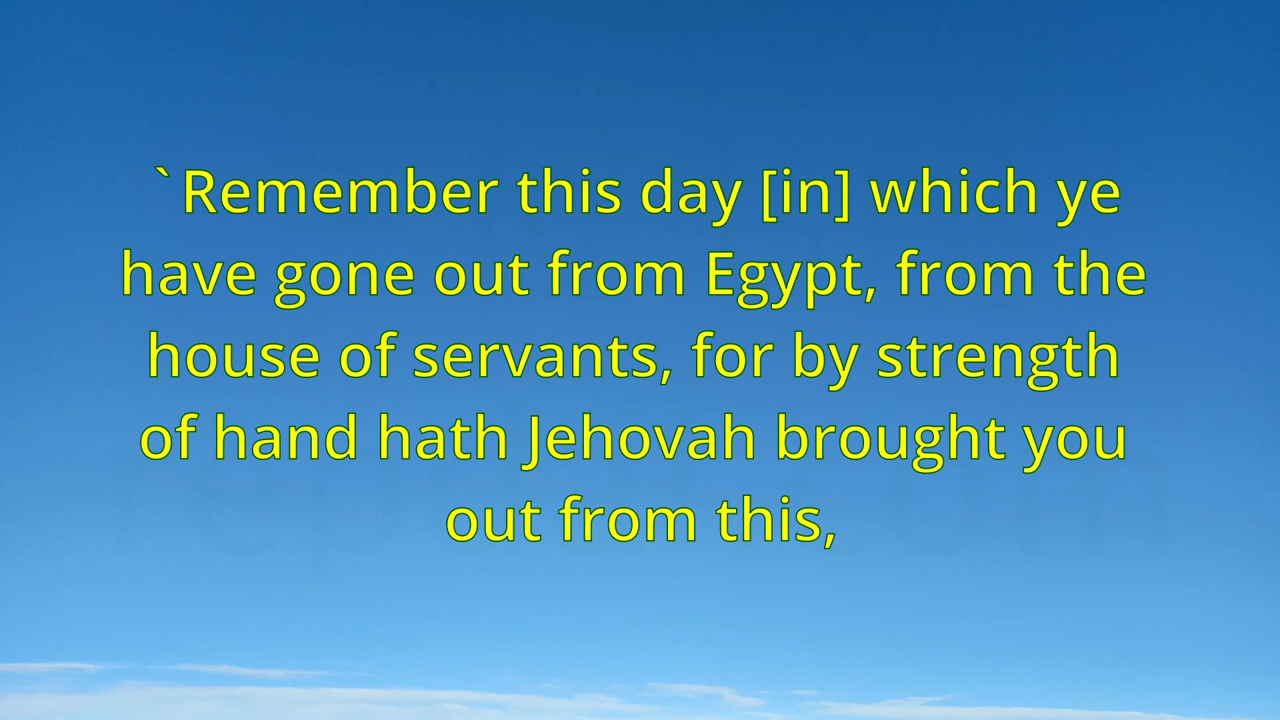 `Remember this day [in] which ye
have gone out from Egypt, from the
house of servants, for by strength
of hand hath Jehovah brought you
out from this,